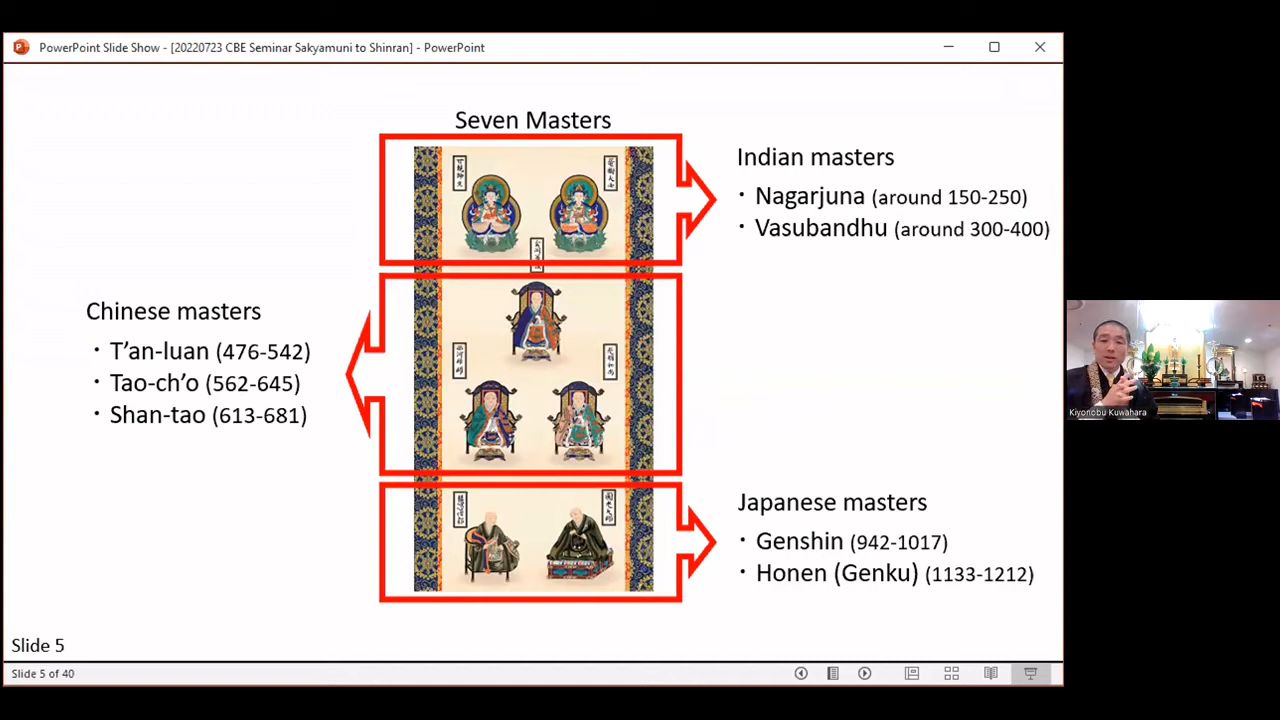 PowerPoint Slide Show - [20220723 CBE Seminar Sakyamuni to Shinran] - PowerPoint
Seven Masters
Indian masters
・Nagarjuna (around 150-250)
・Vasubandhu (around 300-400)
Chinese masters
・T’an-luan (476-542)
・Tao-ch’o (562-645)
・Shan-tao (613-681)
Japanese masters
・Genshin (942-1017)
・Honen (Genku) (1133-1212)
Kiyonobu Kuwahara
Slide 5
Slide 5 of 40